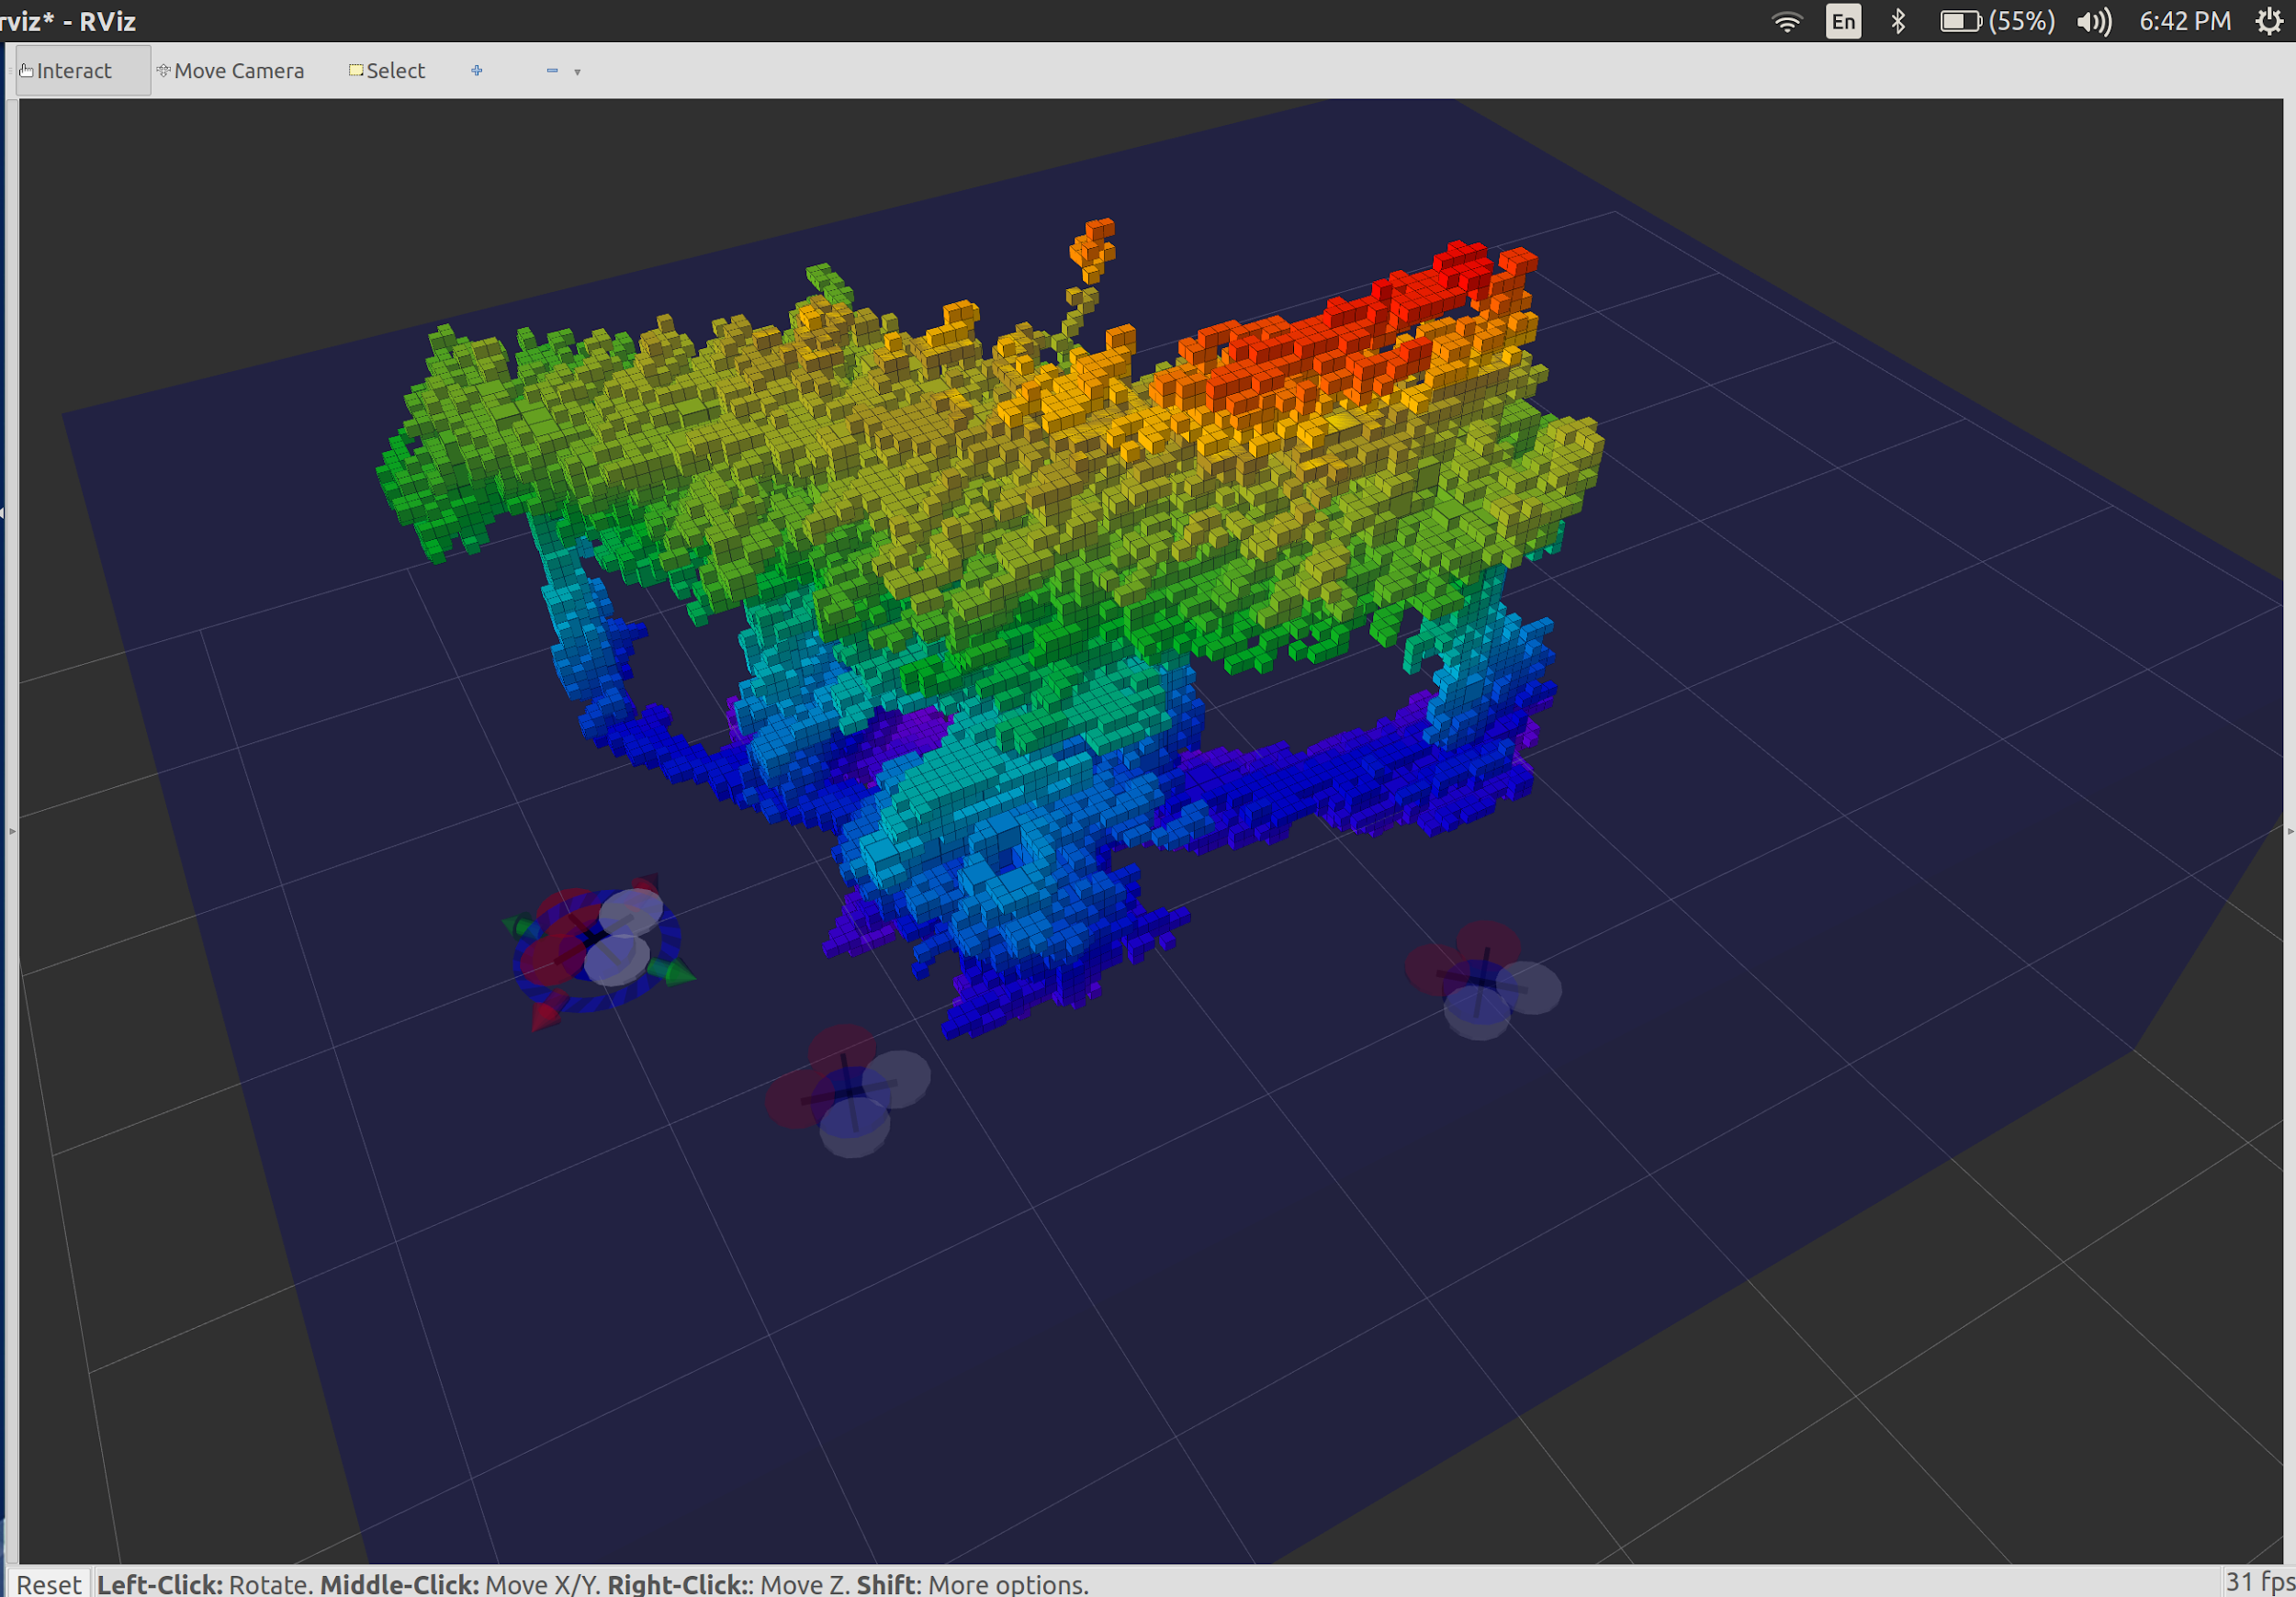 rviz* - RViz En (55%) 6:42 PM
Interact Move Camera Select
Reset Left-Click: Rotate. Middle-Click: Move X/Y. Right-Click:: Move Z. Shift: More options. 31 fps